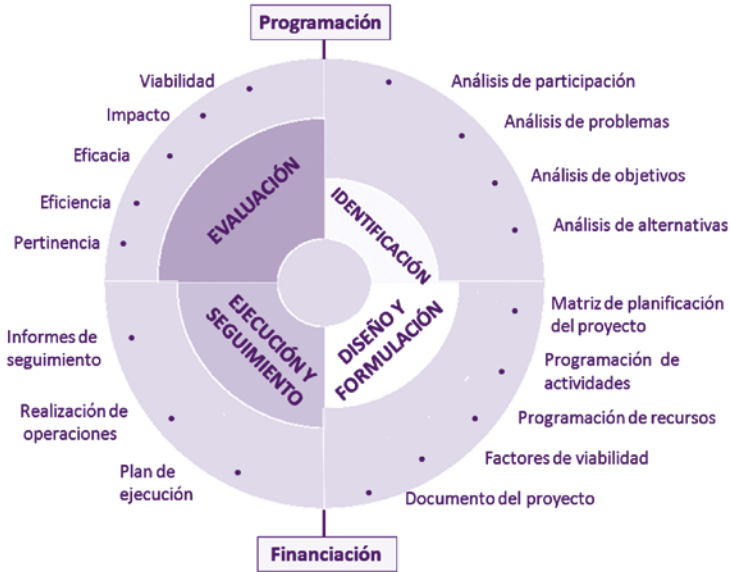 Programación
Viabilidad
Impacto
Eficacia
Eficiencia
Pertinencia
EVALUACIÓN
Análisis de participación
Análisis de problemas
Análisis de objetivos
Análisis de alternativas
IDENTIFICACIÓN
DISEÑO Y
FORMULACIÓN
Matriz de planificación
del proyecto
Programación de
actividades
Programación de recursos
Factores de viabilidad
Documento del proyecto
EJECUCIÓN Y
SEGUIMIENTO
Informes de
seguimiento
Realización de
operaciones
Plan de
ejecución
Financiación